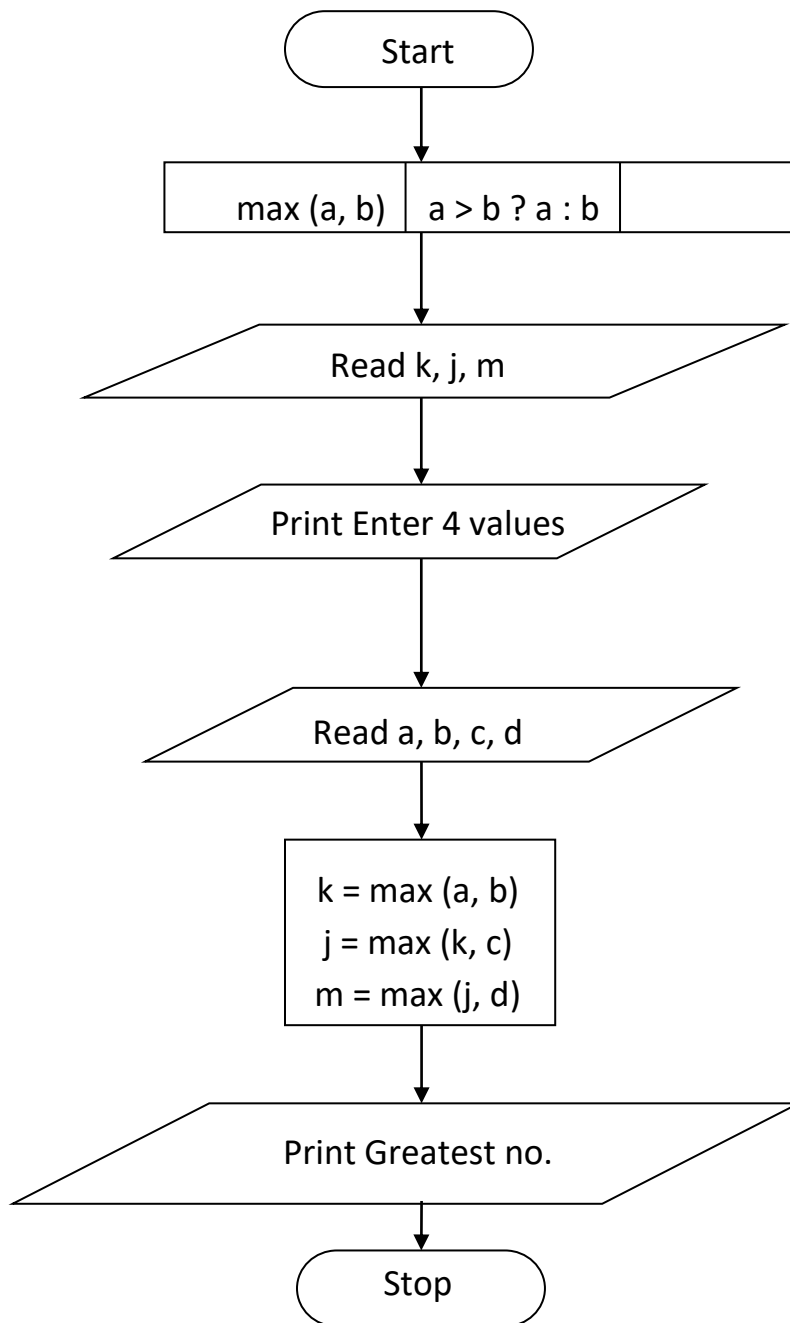 Start
max (a, b) a > b ? a : b
Read k, j, m
Print Enter 4 values
Read a, b, c, d
k = max (a, b)
j = max (k, c)
m = max (j, d)
Print Greatest no.
Stop